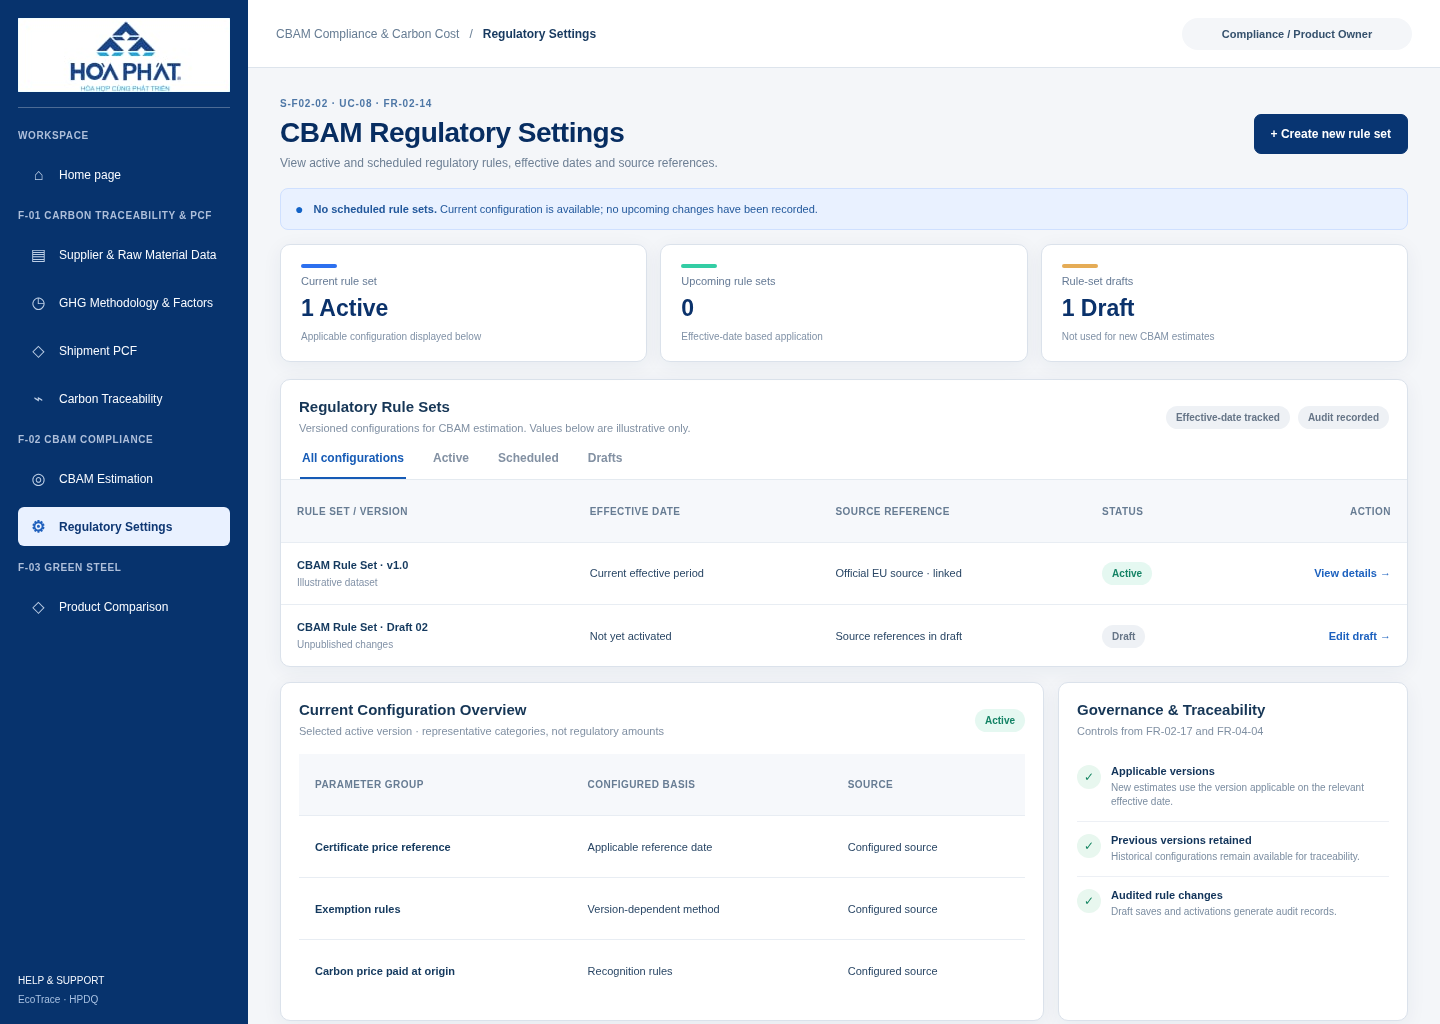 HÒA PHÁT
HÒA HỢP CÙNG PHÁT TRIỂN
WORKSPACE
Home page
F-01 CARBON TRACEABILITY & PCF
Supplier & Raw Material Data
GHG Methodology & Factors
Shipment PCF
Carbon Traceability
F-02 CBAM COMPLIANCE
CBAM Estimation
Regulatory Settings
F-03 GREEN STEEL
Product Comparison
HELP & SUPPORT
EcoTrace · HPDQ
CBAM Compliance & Carbon Cost / Regulatory Settings
Compliance / Product Owner
S-F02-02 · UC-08 · FR-02-14
CBAM Regulatory Settings
View active and scheduled regulatory rules, effective dates and source references.
+ Create new rule set
No scheduled rule sets. Current configuration is available; no upcoming changes have been recorded.
Current rule set
1 Active
Applicable configuration displayed below
Upcoming rule sets
0
Effective-date based application
Rule-set drafts
1 Draft
Not used for new CBAM estimates
Regulatory Rule Sets
Versioned configurations for CBAM estimation. Values below are illustrative only.
Effective-date tracked Audit recorded
All configurations Active Scheduled Drafts
RULE SET / VERSION EFFECTIVE DATE SOURCE REFERENCE STATUS ACTION
CBAM Rule Set · v1.0
Illustrative dataset
Current effective period Official EU source · linked Active View details →
CBAM Rule Set · Draft 02
Unpublished changes
Not yet activated Source references in draft Draft Edit draft →
Current Configuration Overview
Selected active version · representative categories, not regulatory amounts
Active
PARAMETER GROUP CONFIGURED BASIS SOURCE
Certificate price reference Applicable reference date Configured source
Exemption rules Version-dependent method Configured source
Carbon price paid at origin Recognition rules Configured source
Governance & Traceability
Controls from FR-02-17 and FR-04-04
✓ Applicable versions
New estimates use the version applicable on the relevant
effective date.
✓ Previous versions retained
Historical configurations remain available for traceability.
✓ Audited rule changes
Draft saves and activations generate audit records.